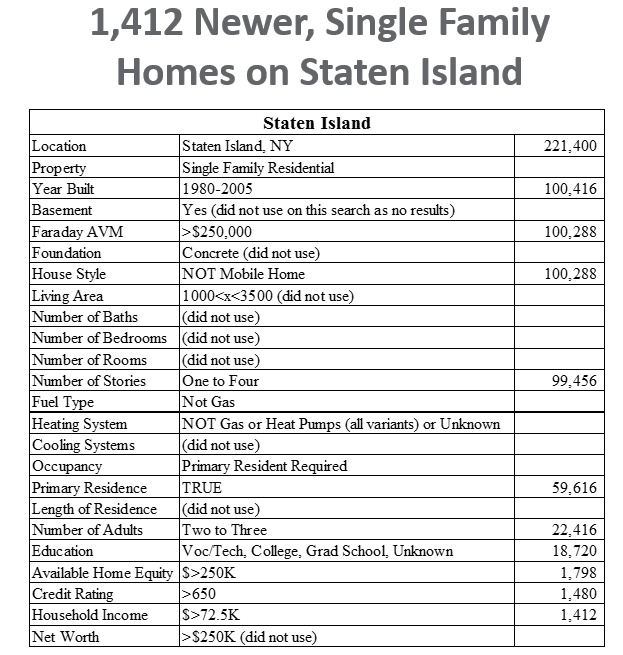 1,412 Newer, Single Family
Homes on Staten Island
Staten Island
Location Staten Island, NY 221,400
Property Single Family Residential
Year Built 1980-2005 100,416
Basement Yes (did not use on this search as no results)
Faraday AVM >$250,000 100,288
Foundation Concrete (did not use)
House Style NOT Mobile Home 100,288
Living Area 1000<x<3500 (did not use)
Number of Baths (did not use)
Number of Bedrooms (did not use)
Number of Rooms (did not use)
Number of Stories One to Four 99,456
Fuel Type Not Gas
Heating System NOT Gas or Heat Pumps (all variants) or Unknown
Cooling Systems (did not use)
Occupancy Primary Resident Required
Primary Residence TRUE 59,616
Length of Residence (did not use)
Number of Adults Two to Three 22,416
Education Voc/Tech, College, Grad School, Unknown 18,720
Available Home Equity $>250K 1,798
Credit Rating >650 1,480
Household Income $>72.5K 1,412
Net Worth >$250K (did not use)